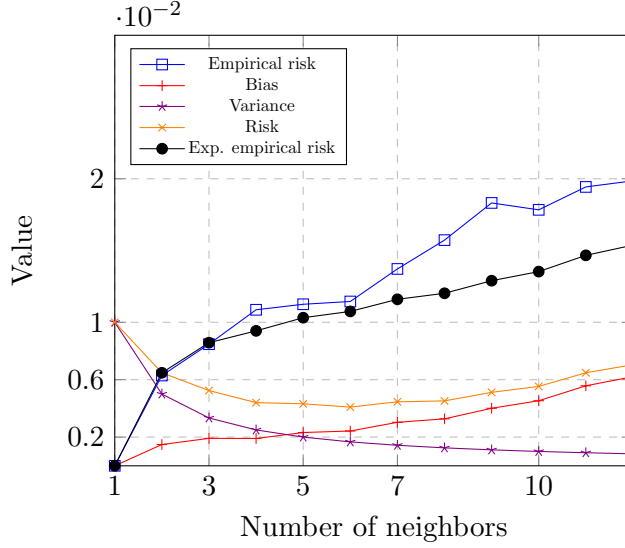 ·10−2
Empirical risk
Bias
Variance
Risk
Exp. empirical risk
2
1
0.6
0.2
Value
1 3 5 7 10
Number of neighbors